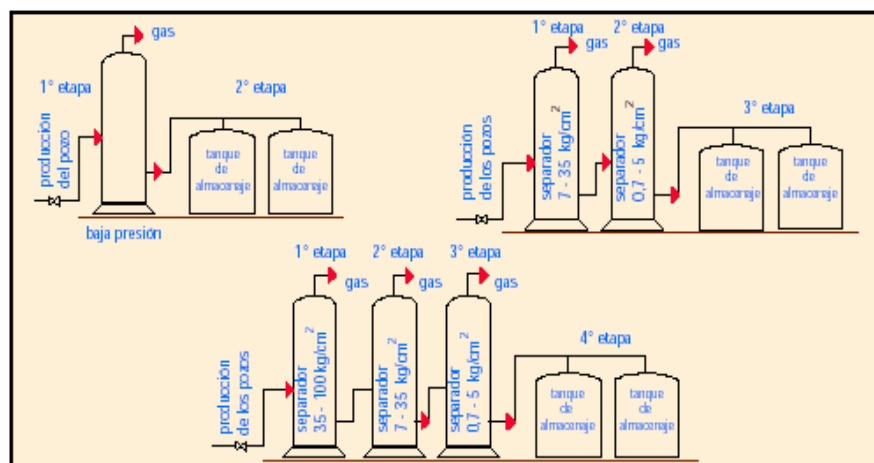 gas
1° etapa
2° etapa
producción
del pozo
tanque
de
almacenaje
tanque
de
almacenaje
baja presión
1° etapa
2° etapa
gas
gas
3° etapa
producción
de los pozos
separador
7 - 35 kg/cm²
separador
0,7 - 5 kg/cm²
tanque
de
almacenaje
tanque
de
almacenaje
1° etapa
2° etapa
3° etapa
gas
gas
gas
4° etapa
producción
de los pozos
separador
35 - 100 kg/cm²
separador
7 - 35 kg/cm²
separador
0,7 - 5 kg/cm²
tanque
de
almacenaje
tanque
de
almacenaje